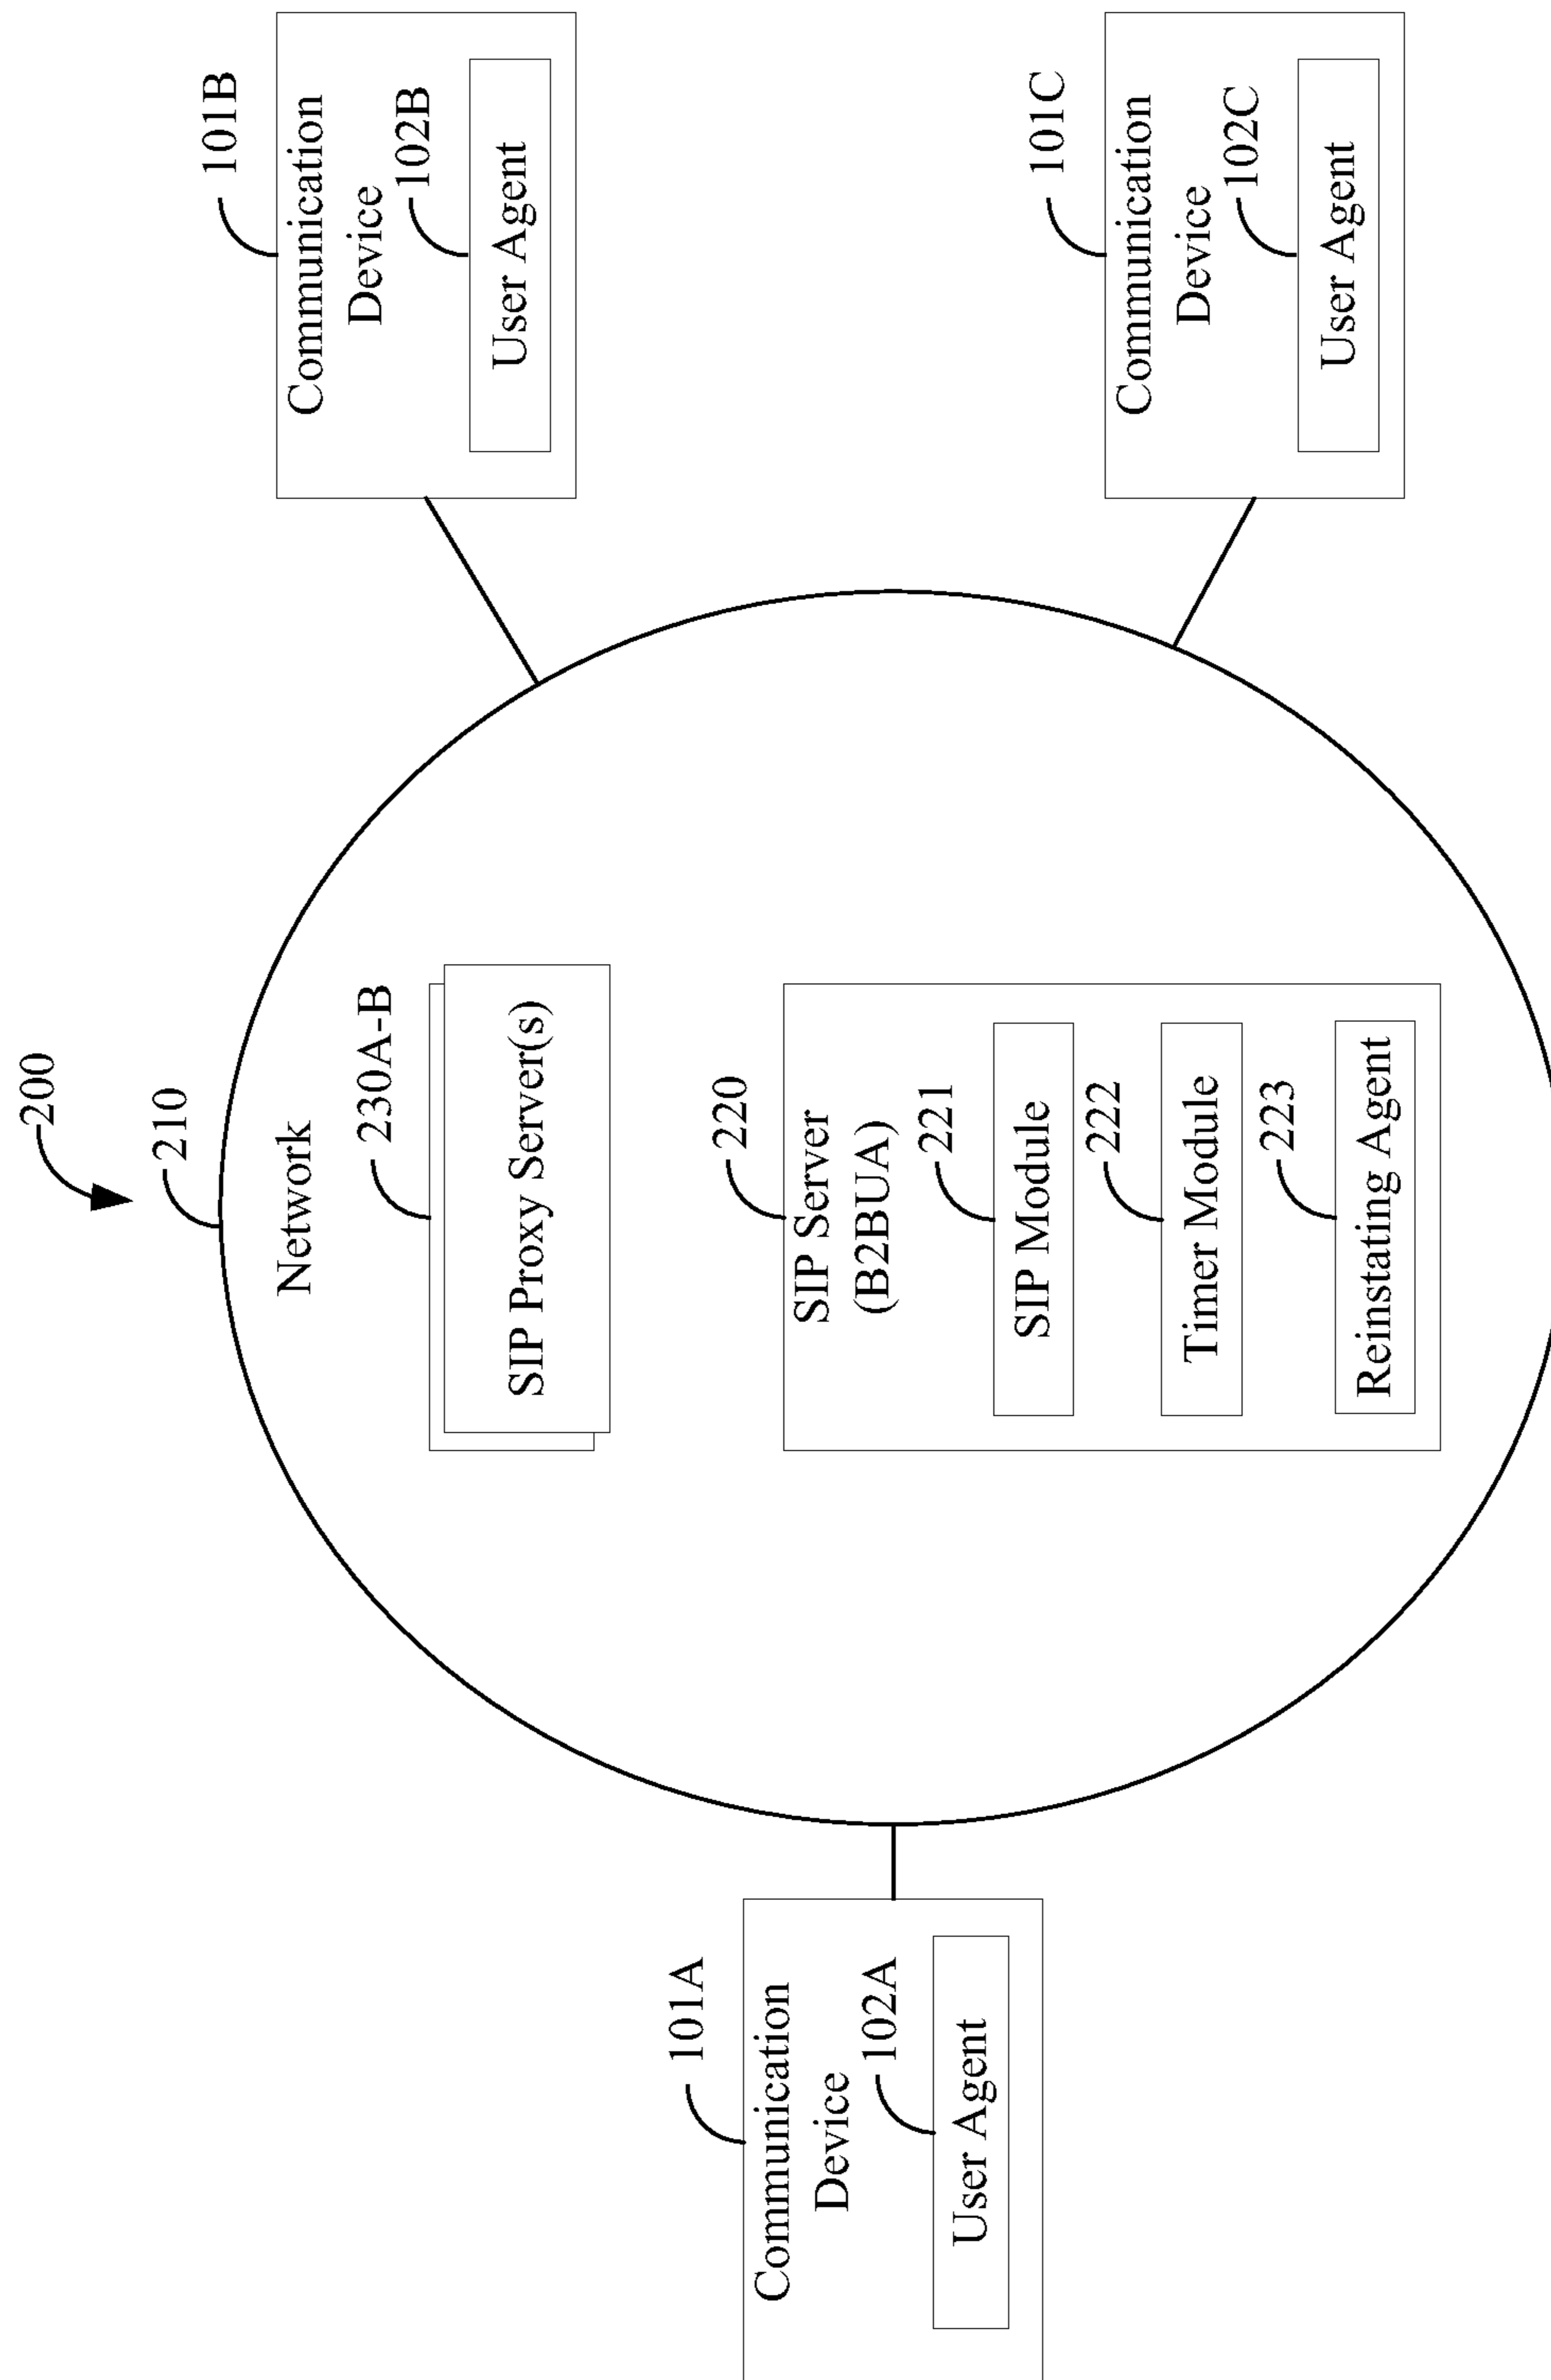 200
210
Network
230A-B
SIP Proxy Server(s)
220
SIP Server
(B2BUA)
221
SIP Module
222
Timer Module
223
Reinstating Agent
101A
Communication
Device
102A
User Agent
101B
Communication
Device
102B
User Agent
101C
Communication
Device
102C
User Agent